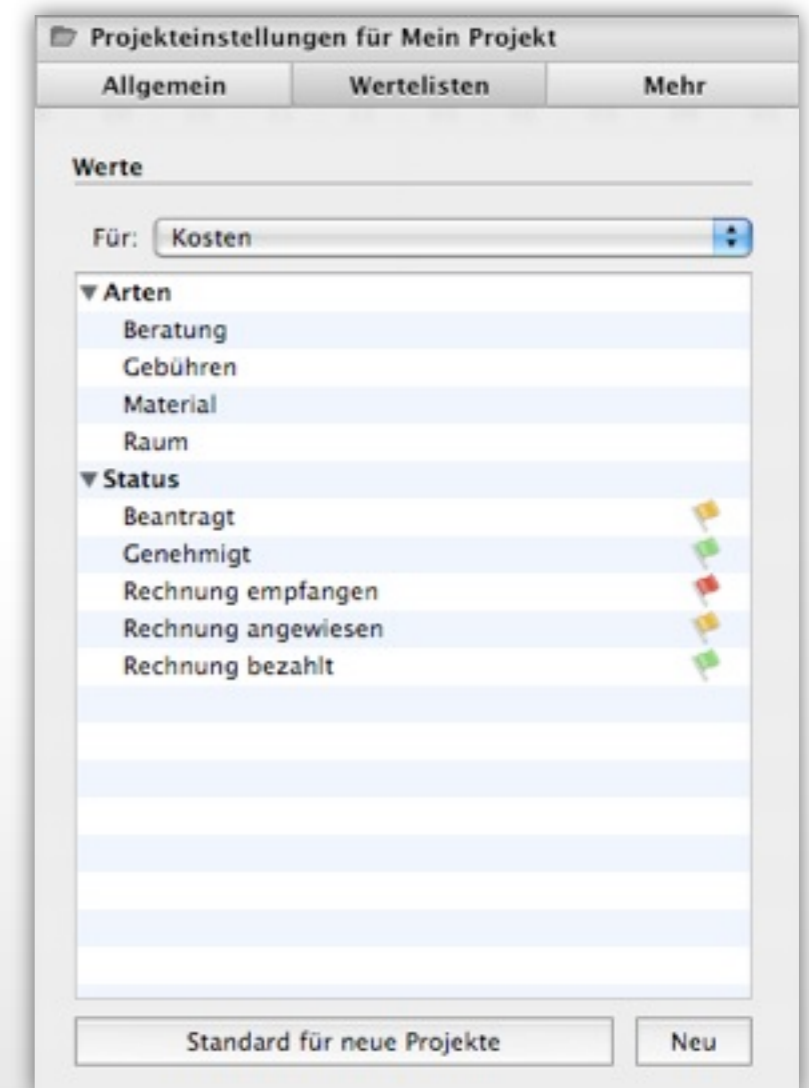 Projekteinstellungen für Mein Projekt
Allgemein Wertelisten Mehr
Werte
Für: Kosten
Arten
Beratung
Gebühren
Material
Raum
Status
Beantragt
Genehmigt
Rechnung empfangen
Rechnung angewiesen
Rechnung bezahlt
Standard für neue Projekte Neu